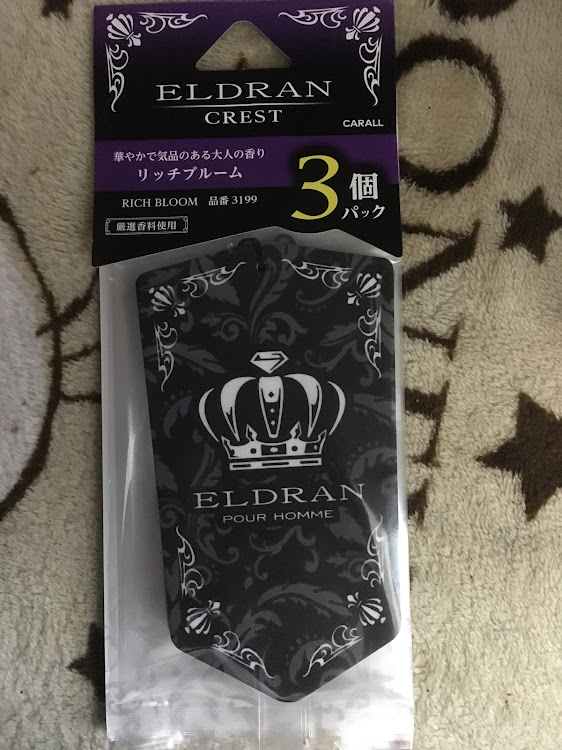 ELDRAN
CREST
CARALL
華やかで気品のある大人の香り
リッチブルーム
3個パック
RICH BLOOM 品番 3199
厳選香料使用
ELDRAN
POUR HOMME